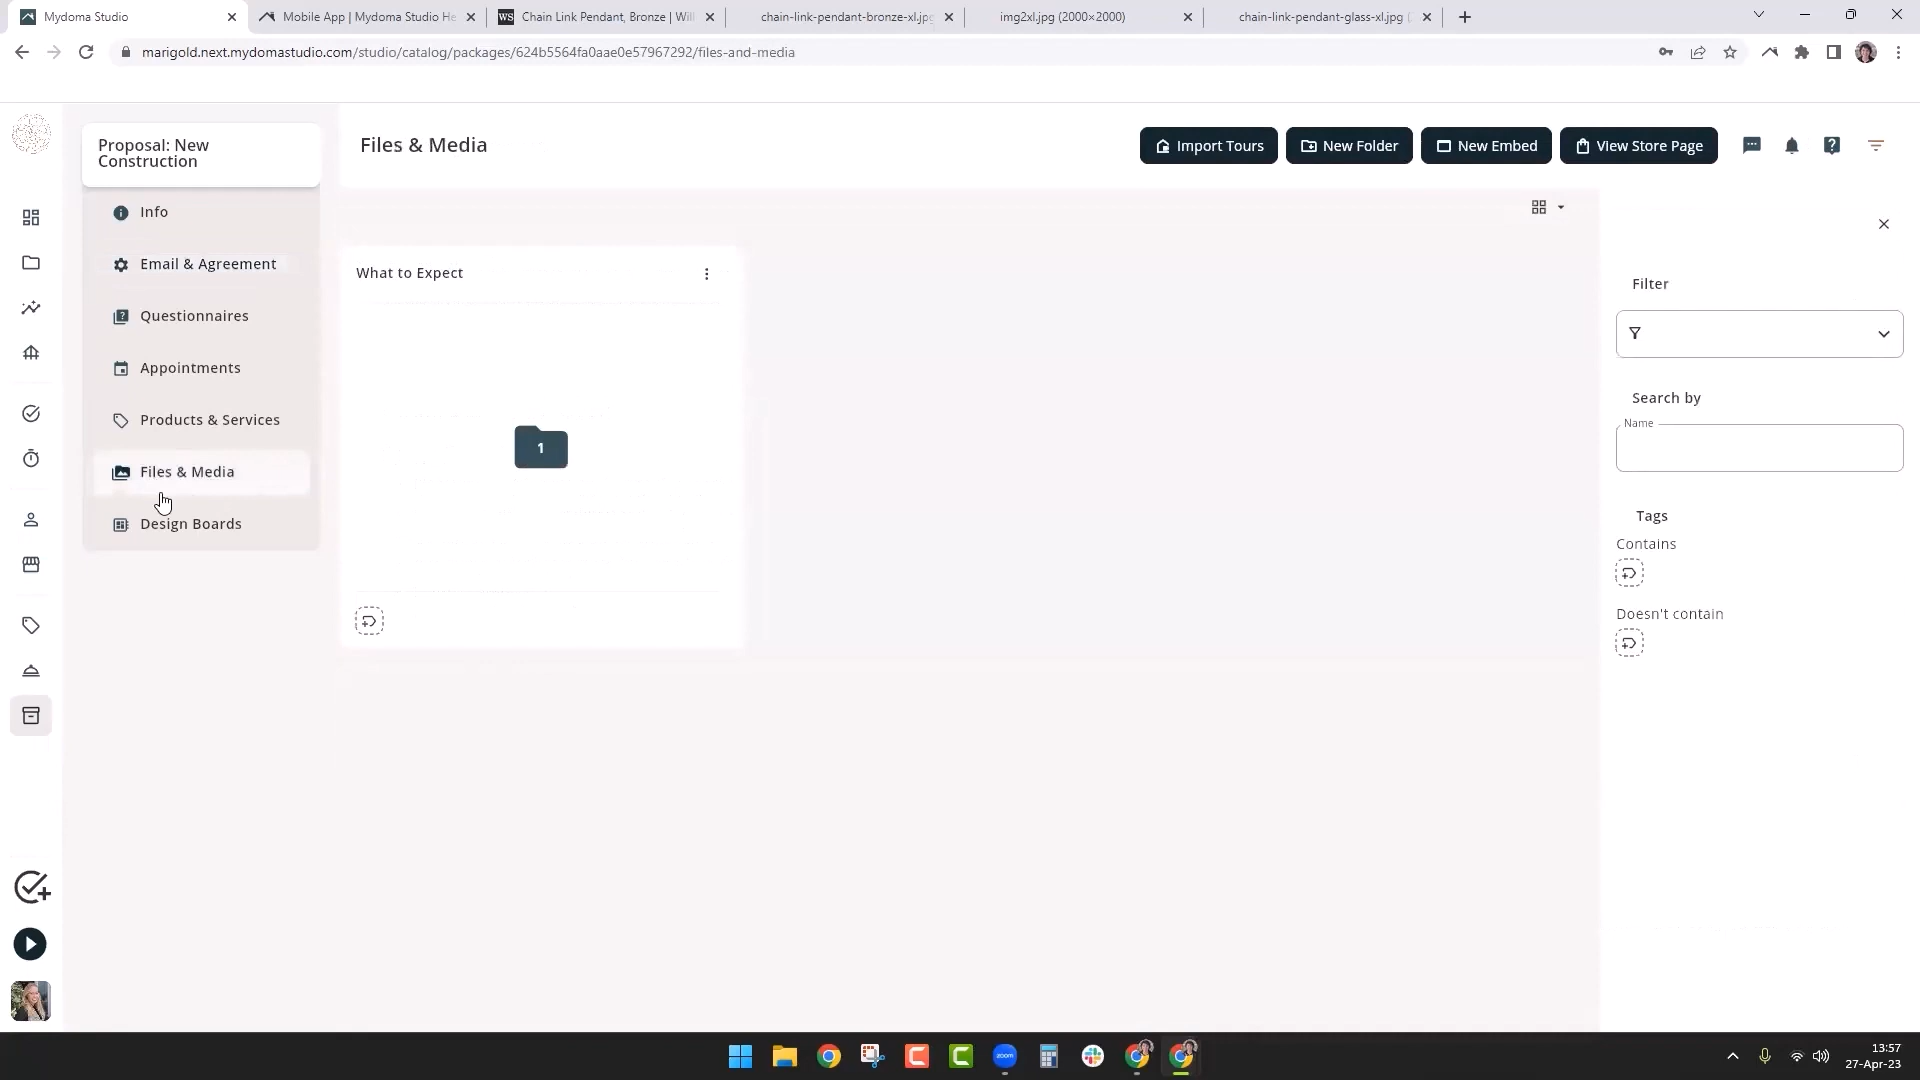 Mydoma Studio
Mobile App | Mydoma Studio He
WS Chain Link Pendant, Bronze | Will
chain-link-pendant-bronze-xl.jpg
img2xl.jpg (2000×2000)
chain-link-pendant-glass-xl.jpg (
marigold.next.mydomastudio.com/studio/catalog/packages/624b5564fa0aae0e57967292/files-and-media
Proposal: New
Construction
Info
Email & Agreement
Questionnaires
Appointments
Products & Services
Files & Media
Design Boards
Files & Media
Import Tours
New Folder
New Embed
View Store Page
What to Expect
1
Filter
Search by
Name
Tags
Contains
Doesn't contain
zoom
13:57
27-Apr-23